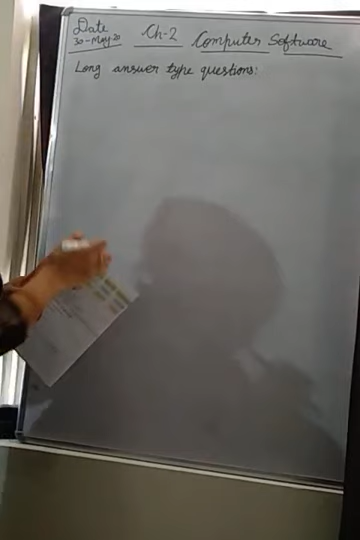 Date Ch-2 Computer Software
30-May-20
Long answer type questions: